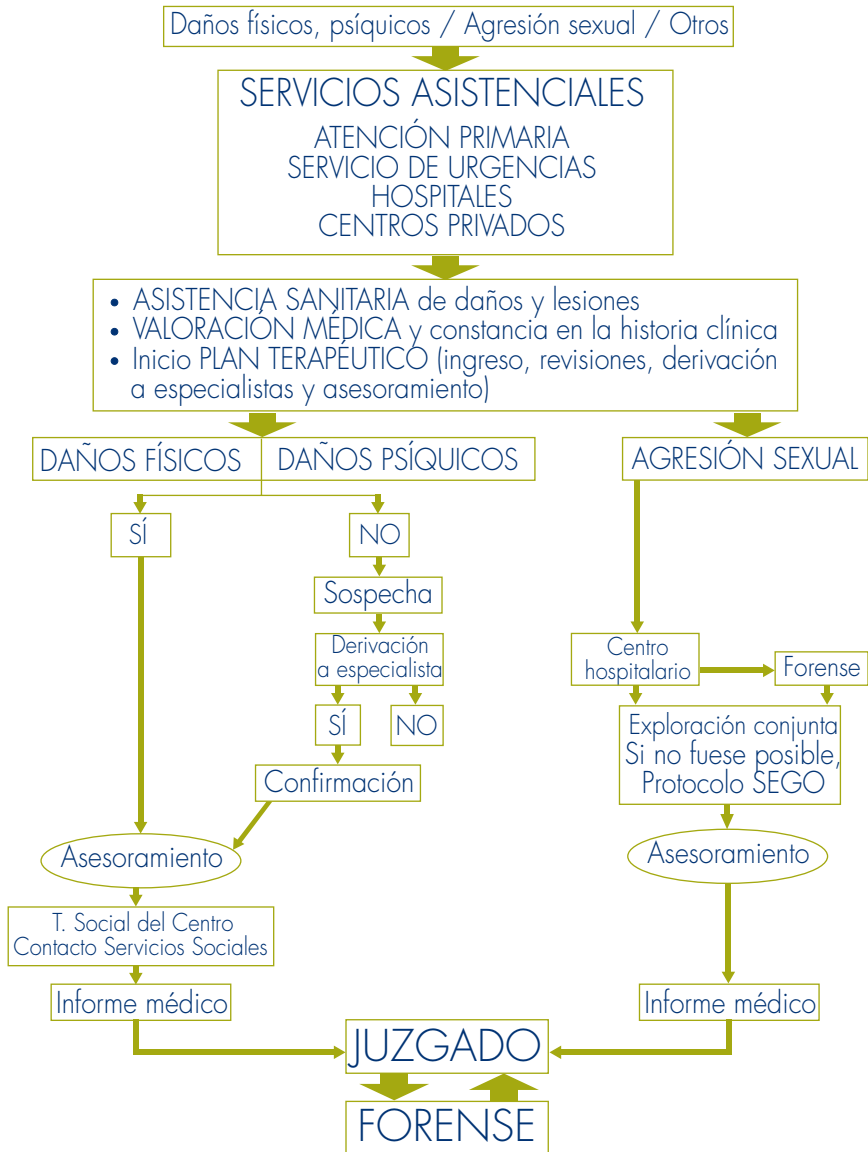 Daños físicos, psíquicos / Agresión sexual / Otros
SERVICIOS ASISTENCIALES
ATENCIÓN PRIMARIA
SERVICIO DE URGENCIAS
HOSPITALES
CENTROS PRIVADOS
• ASISTENCIA SANITARIA de daños y lesiones
• VALORACIÓN MÉDICA y constancia en la historia clínica
• Inicio PLAN TERAPÉUTICO (ingreso, revisiones, derivación
a especialistas y asesoramiento)
DAÑOS FÍSICOS
DAÑOS PSÍQUICOS
AGRESIÓN SEXUAL
SÍ
NO
Sospecha
Derivación
a especialista
SÍ
NO
Confirmación
Centro
hospitalario
Forense
Exploración conjunta
Si no fuese posible,
Protocolo SEGO
Asesoramiento
Asesoramiento
T. Social del Centro
Contacto Servicios Sociales
Informe médico
Informe médico
JUZGADO
FORENSE